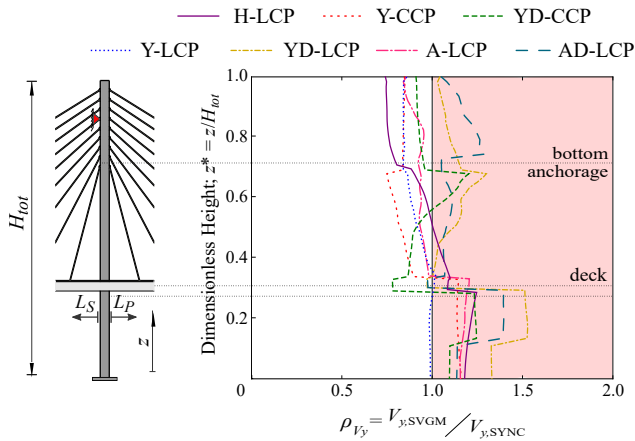 H-LCP Y-CCP YD-CCP
Y-LCP YD-LCP A-LCP AD-LCP
H_tot
L_S L_P
z
Dimensionless Height; z* = z/H_tot
1.0
0.8
0.6
0.4
0.2
bottom
anchorage
deck
0 0.5 1.0 1.5 2.0
ρ_Vy = V_y,SVGM / V_y,SYNC